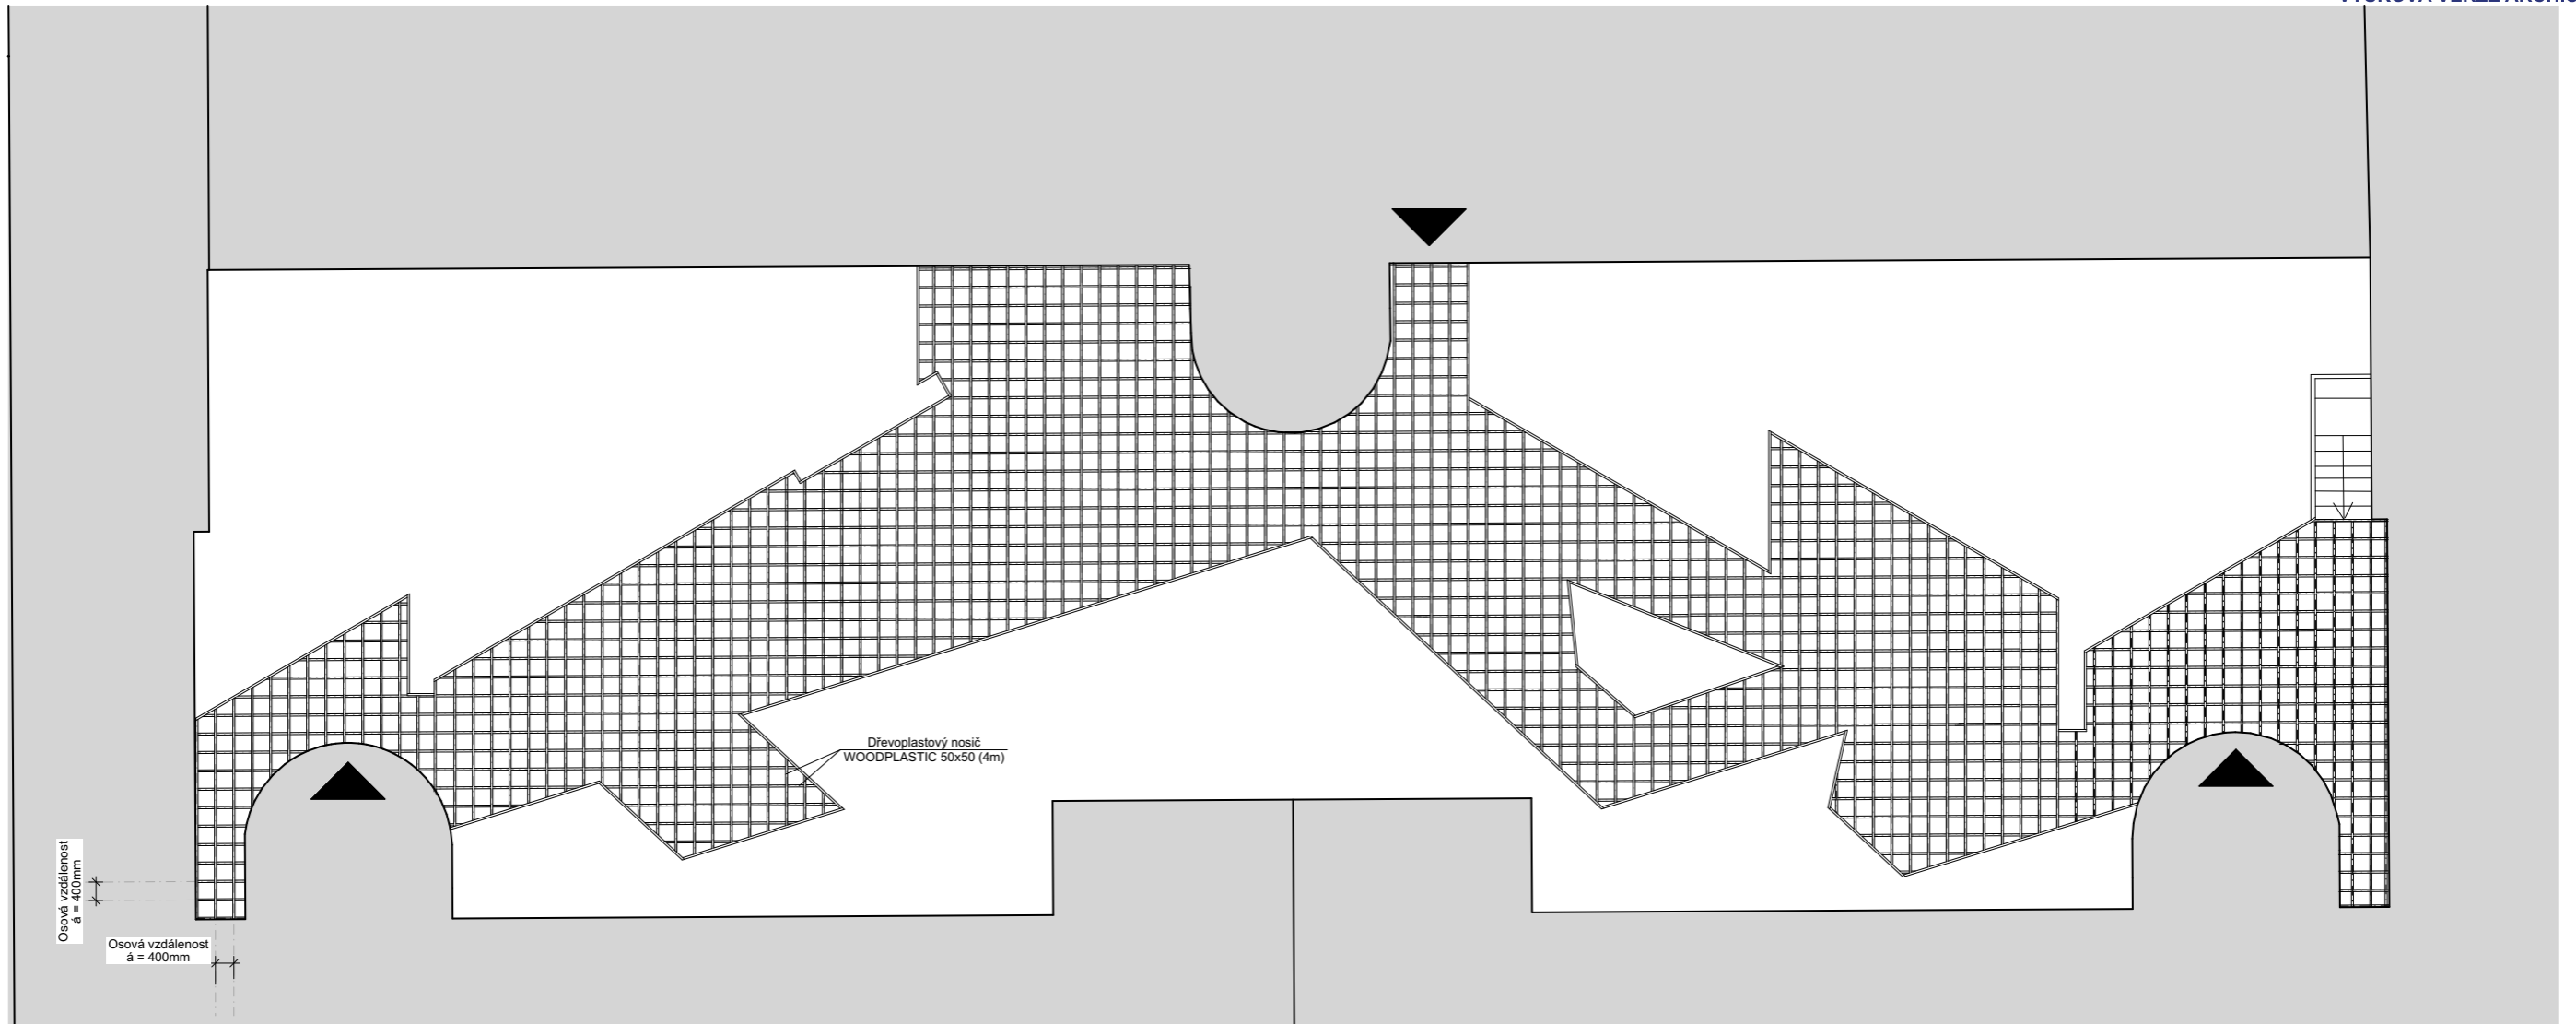 Dřevoplastový nosič
WOODPLASTIC 50x50 (4m)
Osová vzdálenost
á = 400mm
Osová vzdálenost
á = 400mm